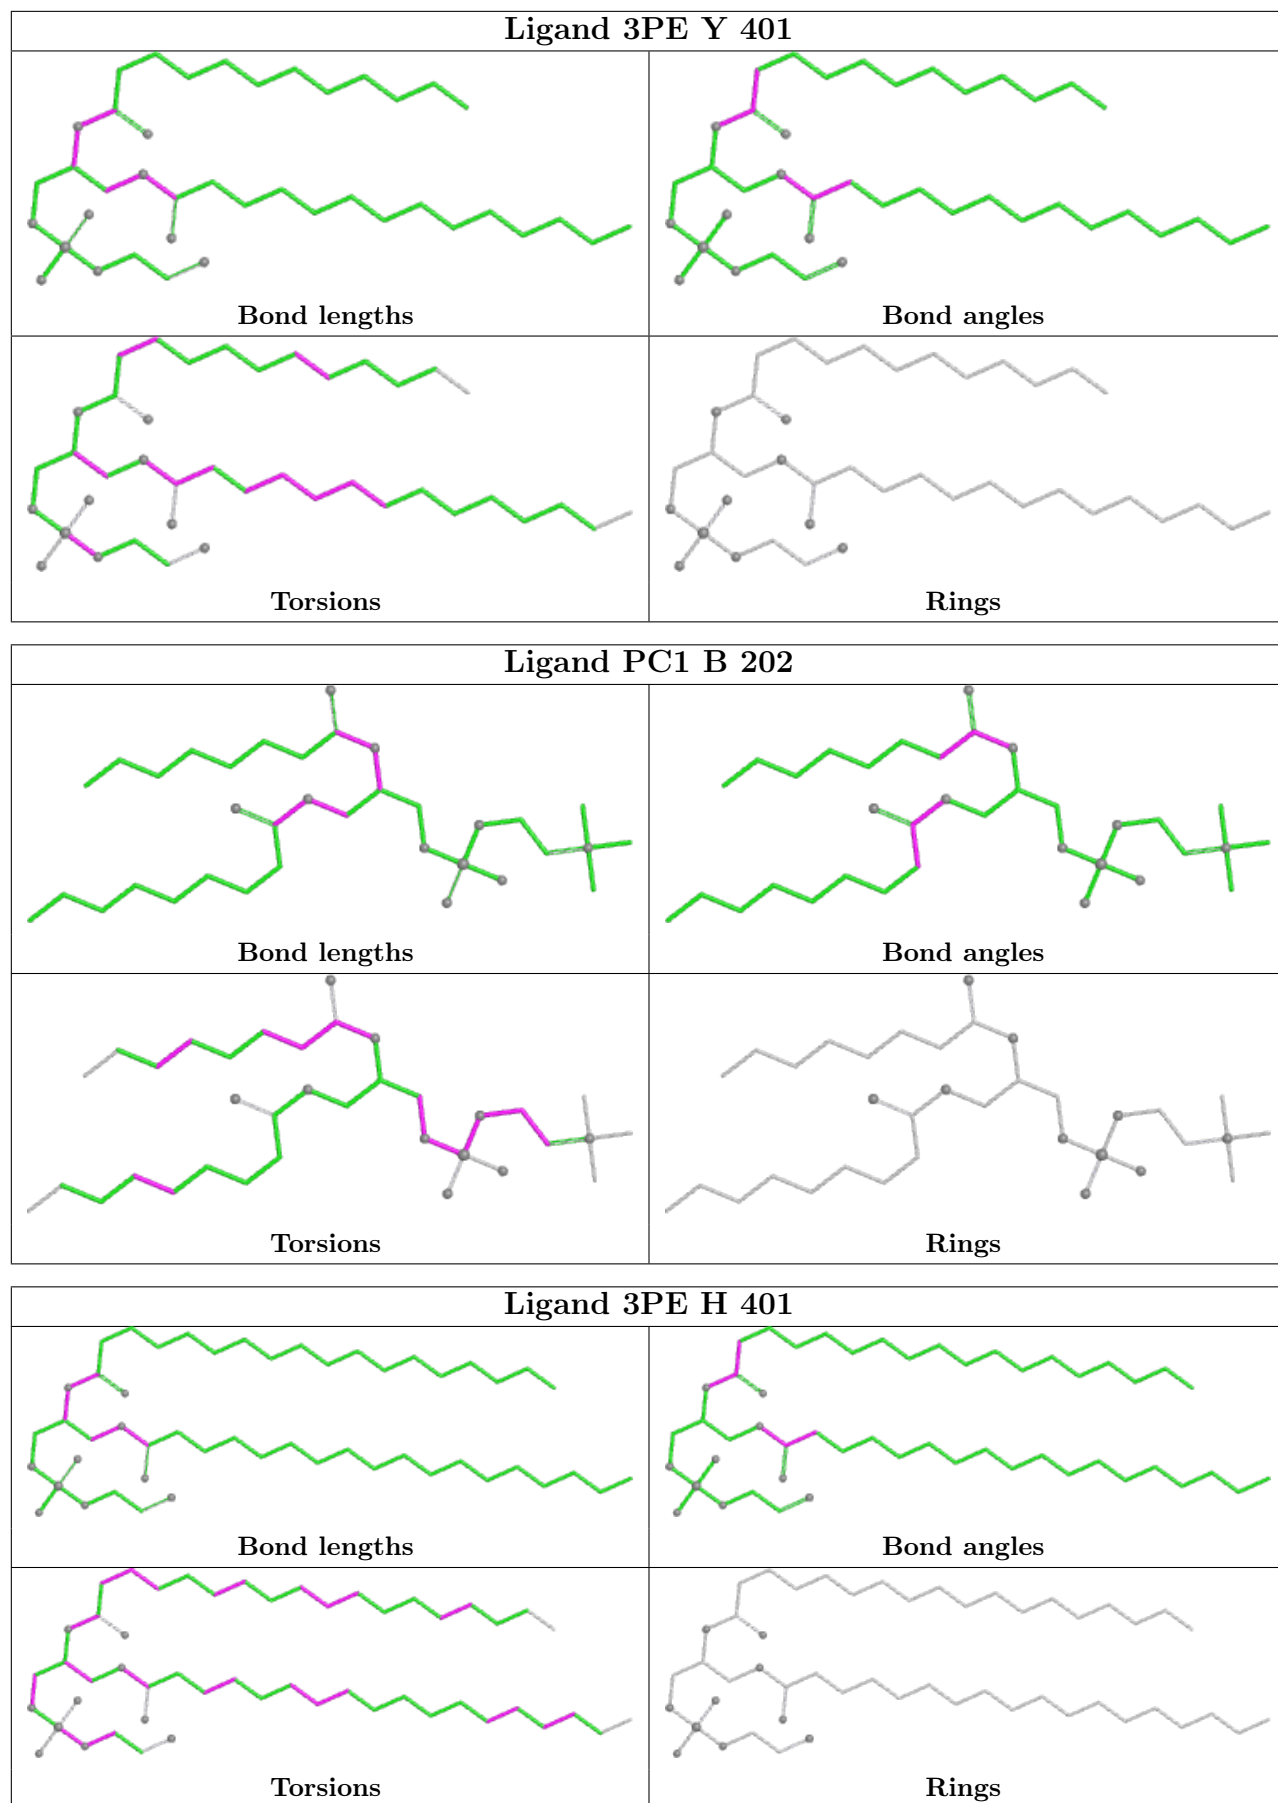 Ligand 3PE Y 401
Bond lengths
Bond angles
Torsions
Rings
Ligand PC1 B 202
Bond lengths
Bond angles
Torsions
Rings
Ligand 3PE H 401
Bond lengths
Bond angles
Torsions
Rings